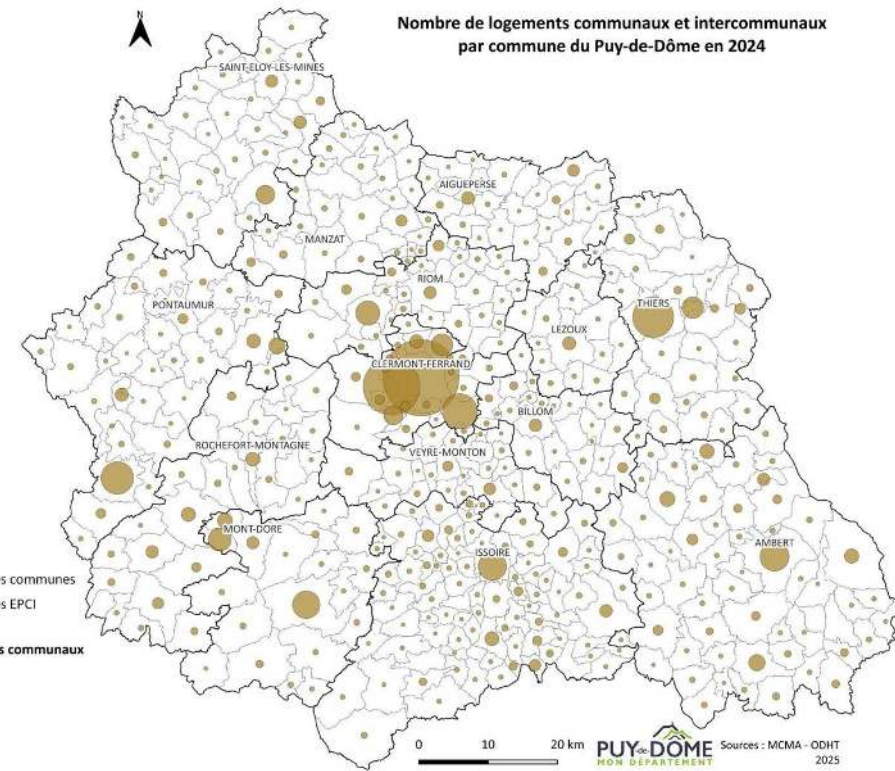 Nombre de logements communaux et intercommunaux
par commune du Puy-de-Dôme en 2024
N
SAINT-ELOY-LES-MINES
AIGUEPERSE
MANZAT
RIOM
PONTAUMUR
THIERS
LEZOUX
CLERMONT-FERRAND
BILLOM
ROCHEFORT-MONTAGNE
VEYRE-MONTON
MONT-DORE
ISSOIRE
AMBERT
communes
EPCI
communaux
0 10 20 km
PUY-de-DÔME
MON DÉPARTEMENT
Sources : MCMA - ODHT
2025